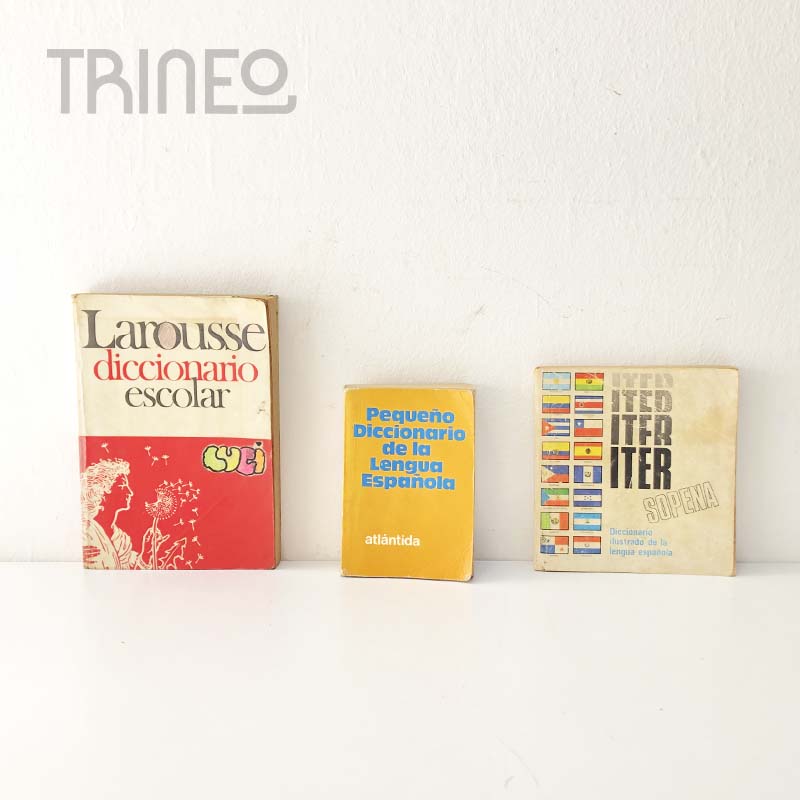 TRINEO
Larousse
diccionario
escolar
LUCI
Pequeño
Diccionario
de la
Lengua
Española
atlántida
ITER
ITER
ITER
ITER
SOPENA
Diccionario
ilustrado de la
lengua española